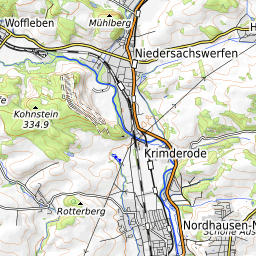 Woffleben
Mühlberg
Niedersachswerfen
Kohnstein
334.9
Krimderode
Rotterberg
Nordhausen-N